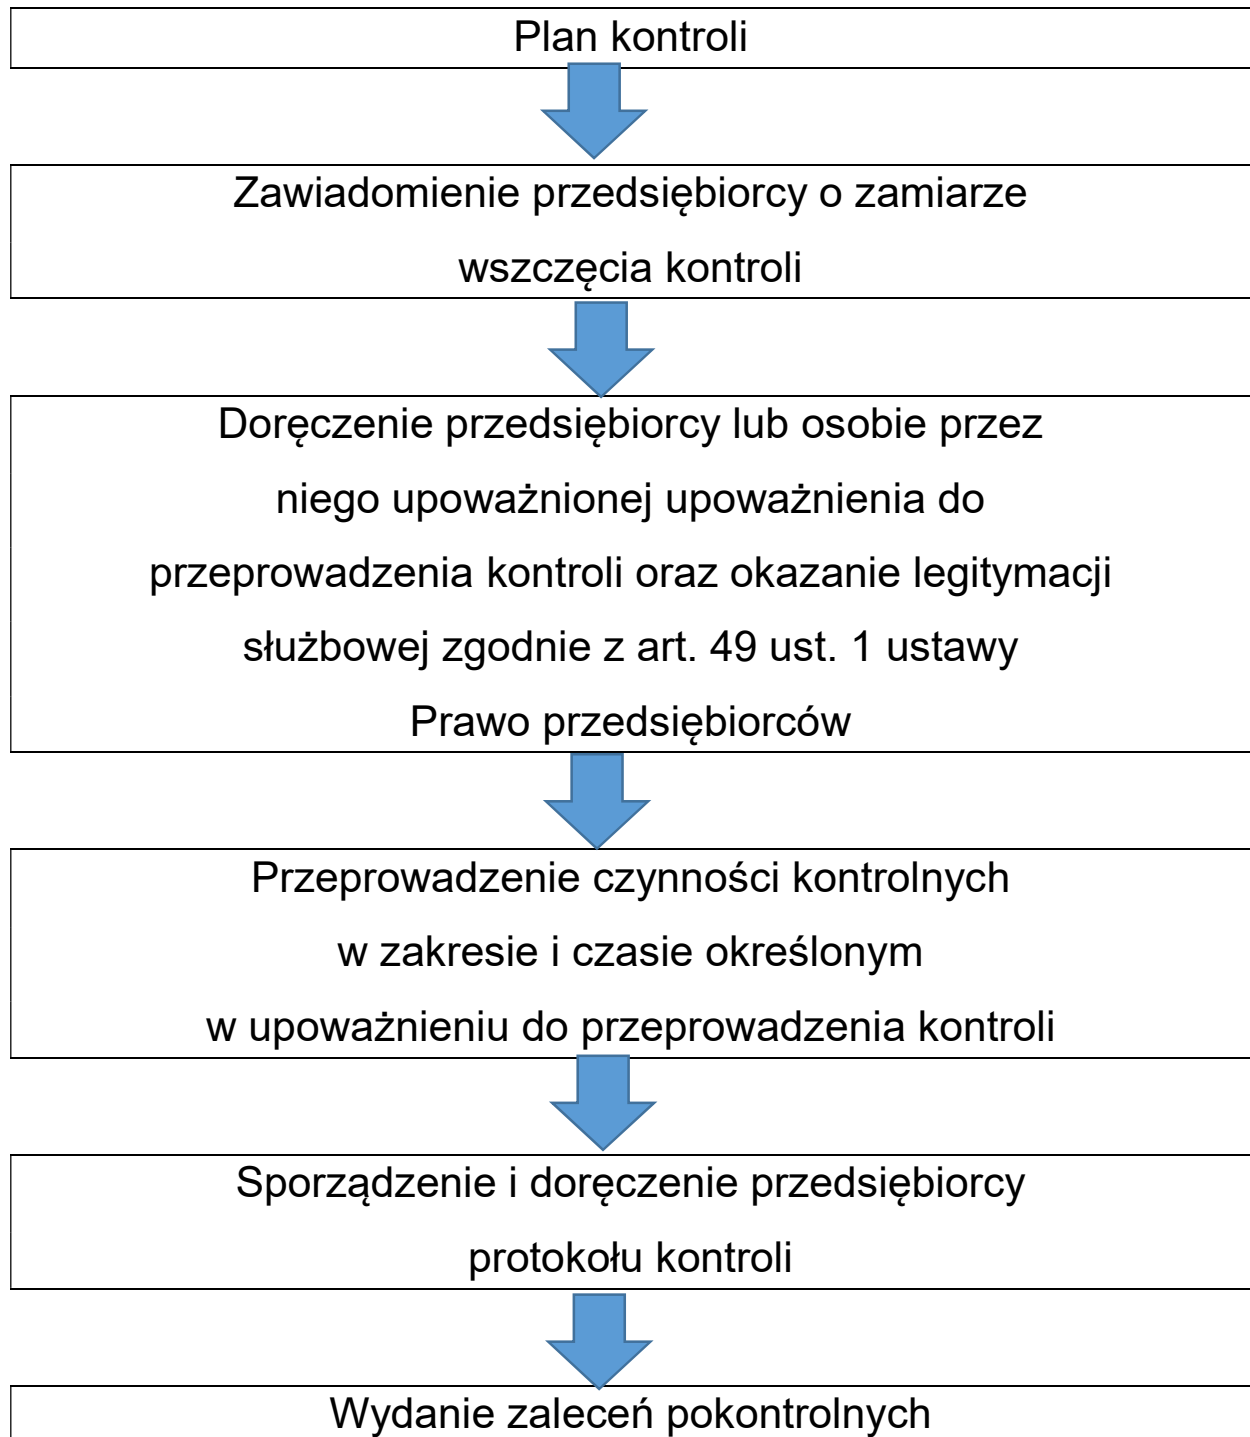 Plan kontroli
Zawiadomienie przedsiębiorcy o zamiarze
wszczęcia kontroli
Doręczenie przedsiębiorcy lub osobie przez
niego upoważnionej upoważnienia do
przeprowadzenia kontroli oraz okazanie legitymacji
służbowej zgodnie z art. 49 ust. 1 ustawy
Prawo przedsiębiorców
Przeprowadzenie czynności kontrolnych
w zakresie i czasie określonym
w upoważnieniu do przeprowadzenia kontroli
Sporządzenie i doręczenie przedsiębiorcy
protokołu kontroli
Wydanie zaleceń pokontrolnych